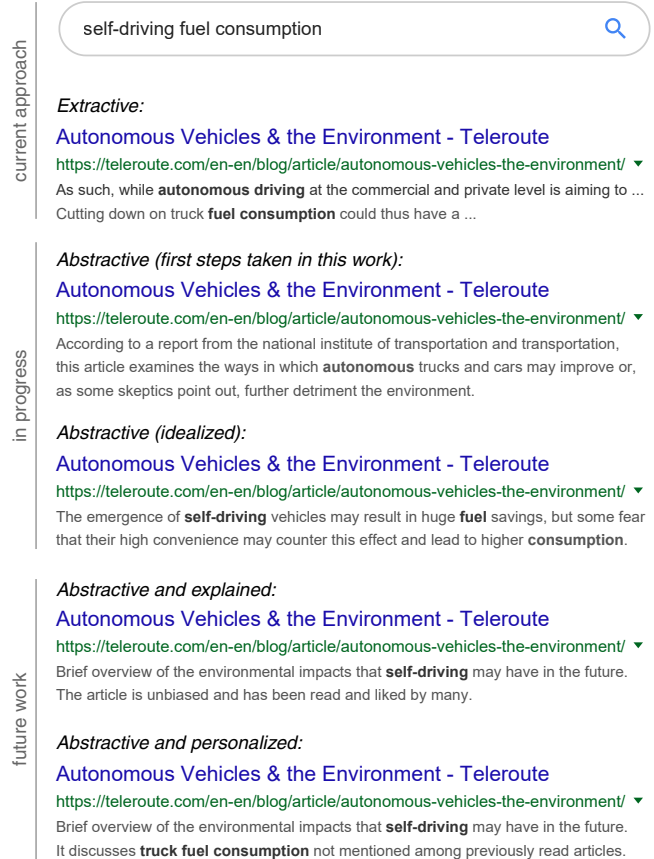 current approach
self-driving fuel consumption
Extractive:
Autonomous Vehicles & the Environment - Teleroute
https://teleroute.com/en-en/blog/article/autonomous-vehicles-the-environment/
As such, while autonomous driving at the commercial and private level is aiming to ...
Cutting down on truck fuel consumption could thus have a ...
in progress
Abstractive (first steps taken in this work):
Autonomous Vehicles & the Environment - Teleroute
https://teleroute.com/en-en/blog/article/autonomous-vehicles-the-environment/
According to a report from the national institute of transportation and transportation,
this article examines the ways in which autonomous trucks and cars may improve or,
as some skeptics point out, further detriment the environment.
Abstractive (idealized):
Autonomous Vehicles & the Environment - Teleroute
https://teleroute.com/en-en/blog/article/autonomous-vehicles-the-environment/
The emergence of self-driving vehicles may result in huge fuel savings, but some fear
that their high convenience may counter this effect and lead to higher consumption.
future work
Abstractive and explained:
Autonomous Vehicles & the Environment - Teleroute
https://teleroute.com/en-en/blog/article/autonomous-vehicles-the-environment/
Brief overview of the environmental impacts that self-driving may have in the future.
The article is unbiased and has been read and liked by many.
Abstractive and personalized:
Autonomous Vehicles & the Environment - Teleroute
https://teleroute.com/en-en/blog/article/autonomous-vehicles-the-environment/
Brief overview of the environmental impacts that self-driving may have in the future.
It discusses truck fuel consumption not mentioned among previously read articles.